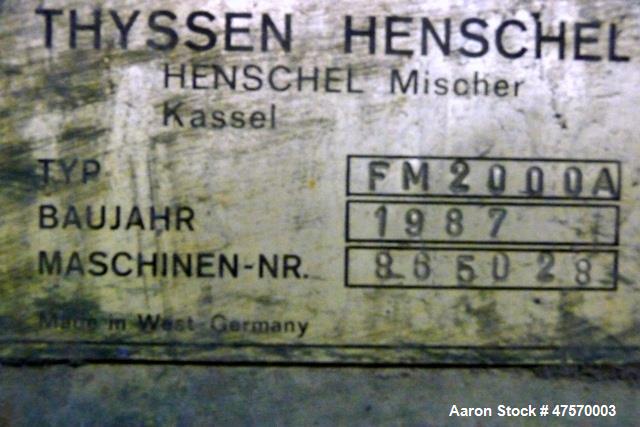 THYSSEN HENSCHEL
HENSCHEL Mischer
Kassel
TYP FM2000A
BAUJAHR 1987
MASCHINEN-NR. 865028
Made in West-Germany
Aaron Stock # 47570003